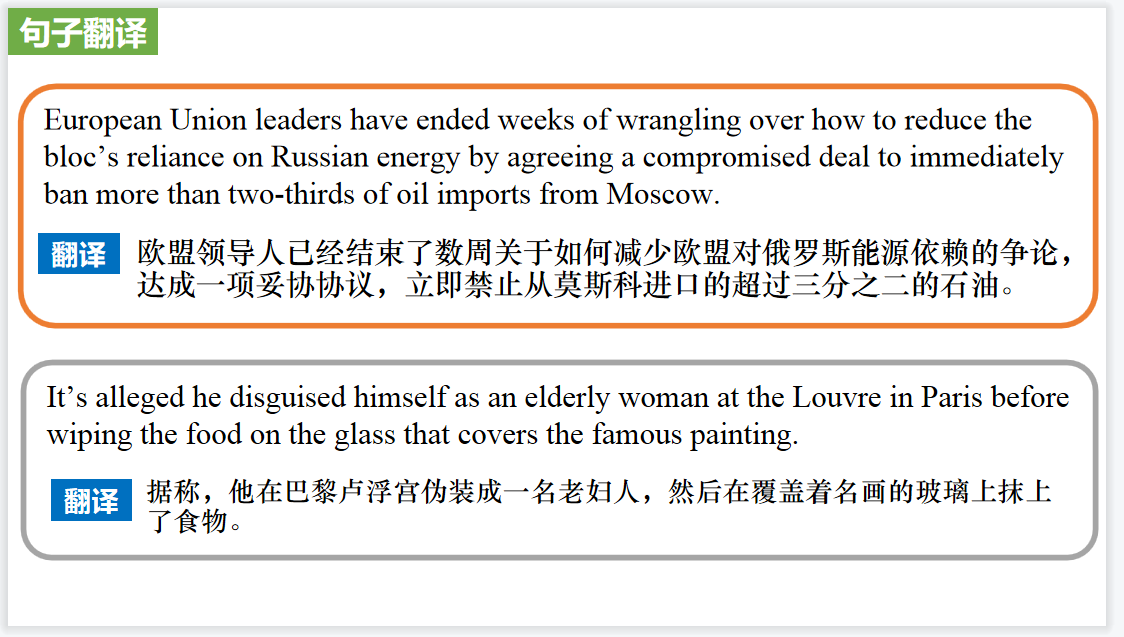 句子翻译
European Union leaders have ended weeks of wrangling over how to reduce the
bloc’s reliance on Russian energy by agreeing a compromised deal to immediately
ban more than two-thirds of oil imports from Moscow.
翻译
欧盟领导人已经结束了数周关于如何减少欧盟对俄罗斯能源依赖的争论，
达成一项妥协协议，立即禁止从莫斯科进口的超过三分之二的石油。
It’s alleged he disguised himself as an elderly woman at the Louvre in Paris before
wiping the food on the glass that covers the famous painting.
翻译
据称，他在巴黎卢浮宫伪装成一名老妇人，然后在覆盖着名画的玻璃上抹上
了食物。